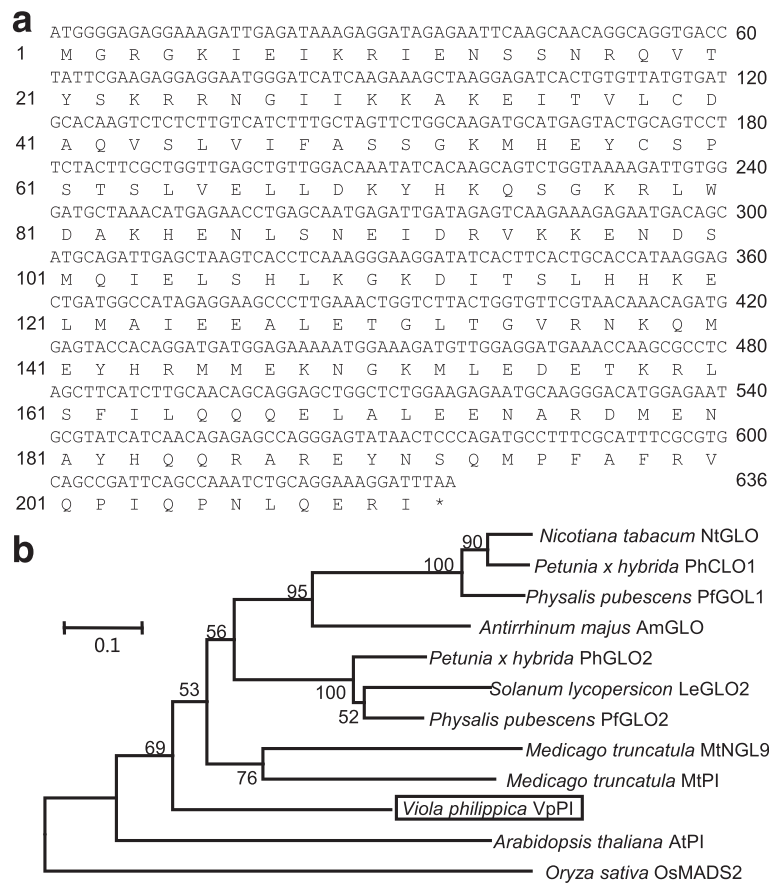 a
ATGGGGAGAGGAAAGATTGAGATAAAGAGGATAGAGAATTCAAGCAACAGGCAGGTGACC 60
1 M G R G K I E I K R I E N S S N R Q V T
TATTCGAAGAGGAGGAATGGGATCATCAAGAAAGCTAAGGAGATCACTGTGTTATGTGAT 120
21 Y S K R R N G I I K K A K E I T V L C D
GCACAAGTCTCTCTTGTCATCTTTGCTAGTTCTGGCAAGATGCATGAGTACTGCAGTCCT 180
41 A Q V S L V I F A S S G K M H E Y C S P
TCTACTTCGCTGGTTGAGCTGTTGGACAAATATCACAAGCAGTCTGGTAAAAGATTGTGG 240
61 S T S L V E L L D K Y H K Q S G K R L W
GATGCTAAACATGAGAACCTGAGCAATGAGATTGATAGAGTCAAGAAAGAGAATGACAGC 300
81 D A K H E N L S N E I D R V K K E N D S
ATGCAGATTGAGCTAAGTCACCTCAAAGGGAAGGATATCACTTCACTGCACCATAAGGAG 360
101 M Q I E L S H L K G K D I T S L H H K E
CTGATGGCCATAGAGGAAGCCCTTGAAACTGGTCTTACTGGTGTTCGTAACAAACAGATG 420
121 L M A I E E A L E T G L T G V R N K Q M
GAGTACCACAGGATGATGGAGAAAAATGGAAAGATGTTGGAGGATGAAACCAAGCGCCTC 480
141 E Y H R M M E K N G K M L E D E T K R L
AGCTTCATCTTGCAACAGCAGGAGCTGGCTCTGGAAGAGAATGCAAGGGACATGGAGAAT 540
161 S F I L Q Q Q E L A L E E N A R D M E N
GCGTATCATCAACAGAGAGCCAGGGAGTATAACTCCCAGATGCCTTTCGCATTTCGCGTG 600
181 A Y H Q Q R A R E Y N S Q M P F A F R V
CAGCCGATTCAGCCAAATCTGCAGGAAAGGATTTAA 636
201 Q P I Q P N L Q E R I *
b
90 Nicotiana tabacum NtGLO
100 Petunia x hybrida PhCLO1
95 Physalis pubescens PfGOL1
0.1
56 Antirrhinum majus AmGLO
Petunia x hybrida PhGLO2
53 100 Solanum lycopersicon LeGLO2
52 Physalis pubescens PfGLO2
69 Medicago truncatula MtNGL9
76 Medicago truncatula MtPI
Viola philippica VpPI
Arabidopsis thaliana AtPI
Oryza sativa OsMADS2